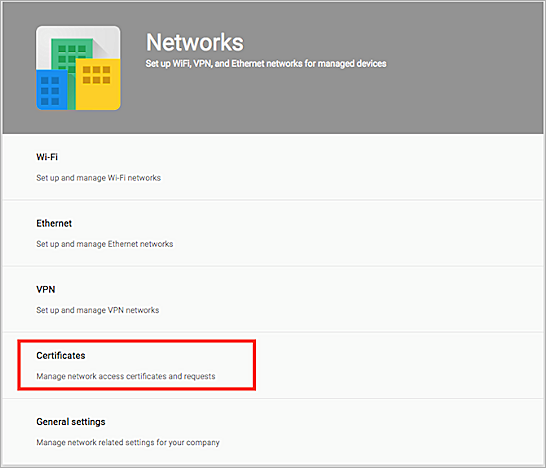 Networks
Set up WiFi, VPN, and Ethernet networks for managed devices
Wi-Fi
Set up and manage Wi-Fi networks
Ethernet
Set up and manage Ethernet networks
VPN
Set up and manage VPN networks
Certificates
Manage network access certificates and requests
General settings
Manage network related settings for your company